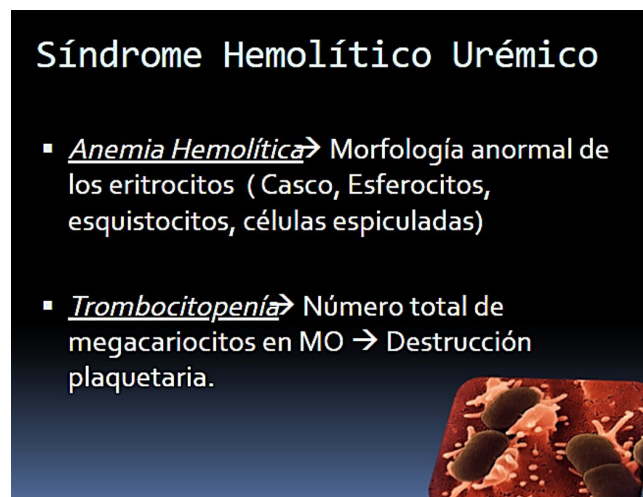 Síndrome Hemolítico Urémico
▪ Anemia Hemolítica→ Morfología anormal de
los eritrocitos ( Casco, Esferocitos,
esquistocitos, células espiculadas)
▪ Trombocitopenía→ Número total de
megacariocitos en MO → Destrucción
plaquetaria.